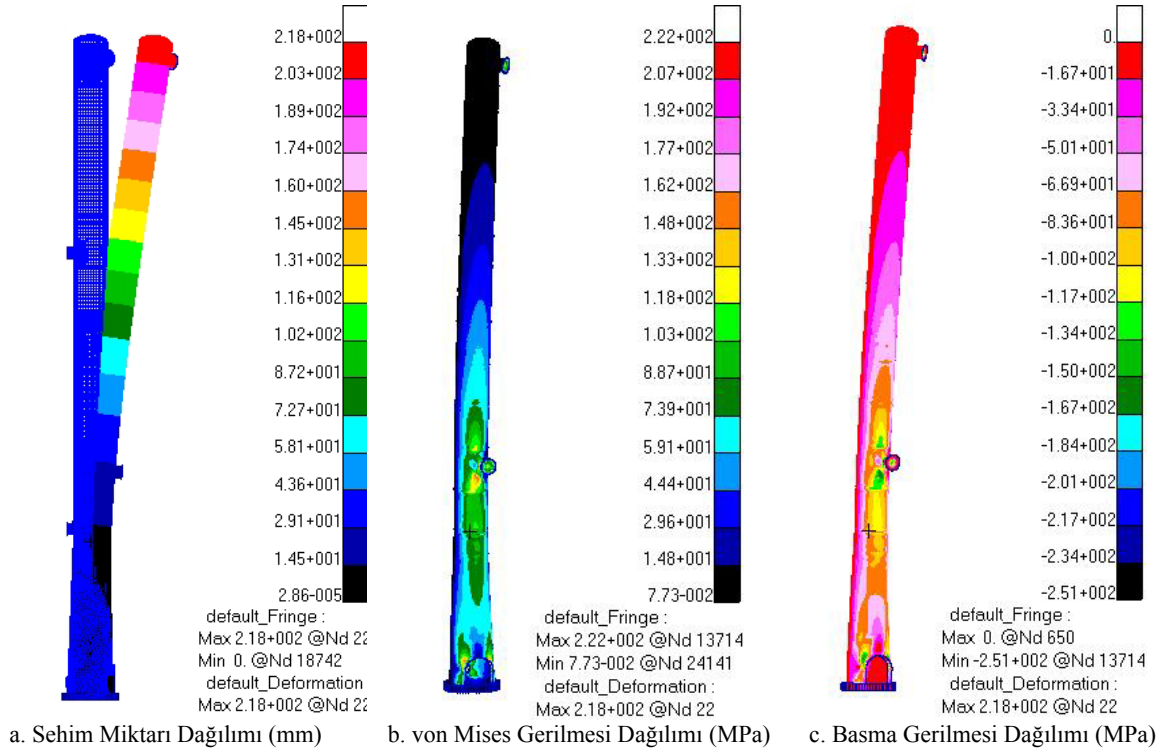 2.18+002
2.03+002
1.89+002
1.74+002
1.60+002
1.45+002
1.31+002
1.16+002
1.02+002
8.72+001
7.27+001
5.81+001
4.36+001
2.91+001
1.45+001
2.86-005
default_Fringe :
Max 2.18+002 @Nd 22
Min 0. @Nd 18742
default_Deformation
Max 2.18+002 @Nd 22
a. Sehim Miktarı Dağılımı (mm)
2.22+002
2.07+002
1.92+002
1.77+002
1.62+002
1.48+002
1.33+002
1.18+002
1.03+002
8.87+001
7.39+001
5.91+001
4.44+001
2.96+001
1.48+001
7.73-002
default_Fringe :
Max 2.22+002 @Nd 13714
Min 7.73-002 @Nd 24141
default_Deformation :
Max 2.18+002 @Nd 22
b. von Mises Gerilmesi Dağılımı (MPa)
0.
-1.67+001
-3.34+001
-5.01+001
-6.69+001
-8.36+001
-1.00+002
-1.17+002
-1.34+002
-1.50+002
-1.67+002
-1.84+002
-2.01+002
-2.17+002
-2.34+002
-2.51+002
default_Fringe :
Max 0. @Nd 650
Min -2.51+002 @Nd 13714
default_Deformation :
Max 2.18+002 @Nd 22
c. Basma Gerilmesi Dağılımı (MPa)